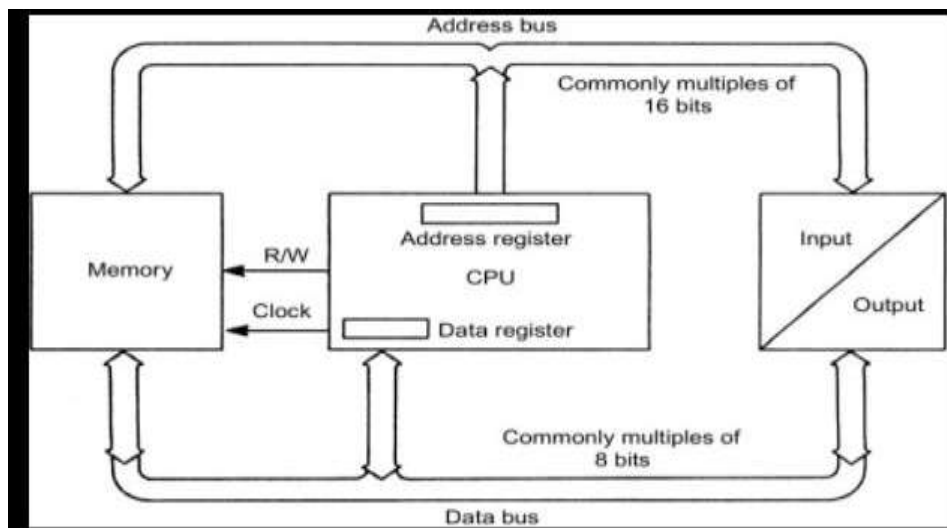 Address bus
Commonly multiples of
16 bits
Address register
CPU
R/W
Memory
Clock
Data register
Input
Output
Commonly multiples of
8 bits
Data bus